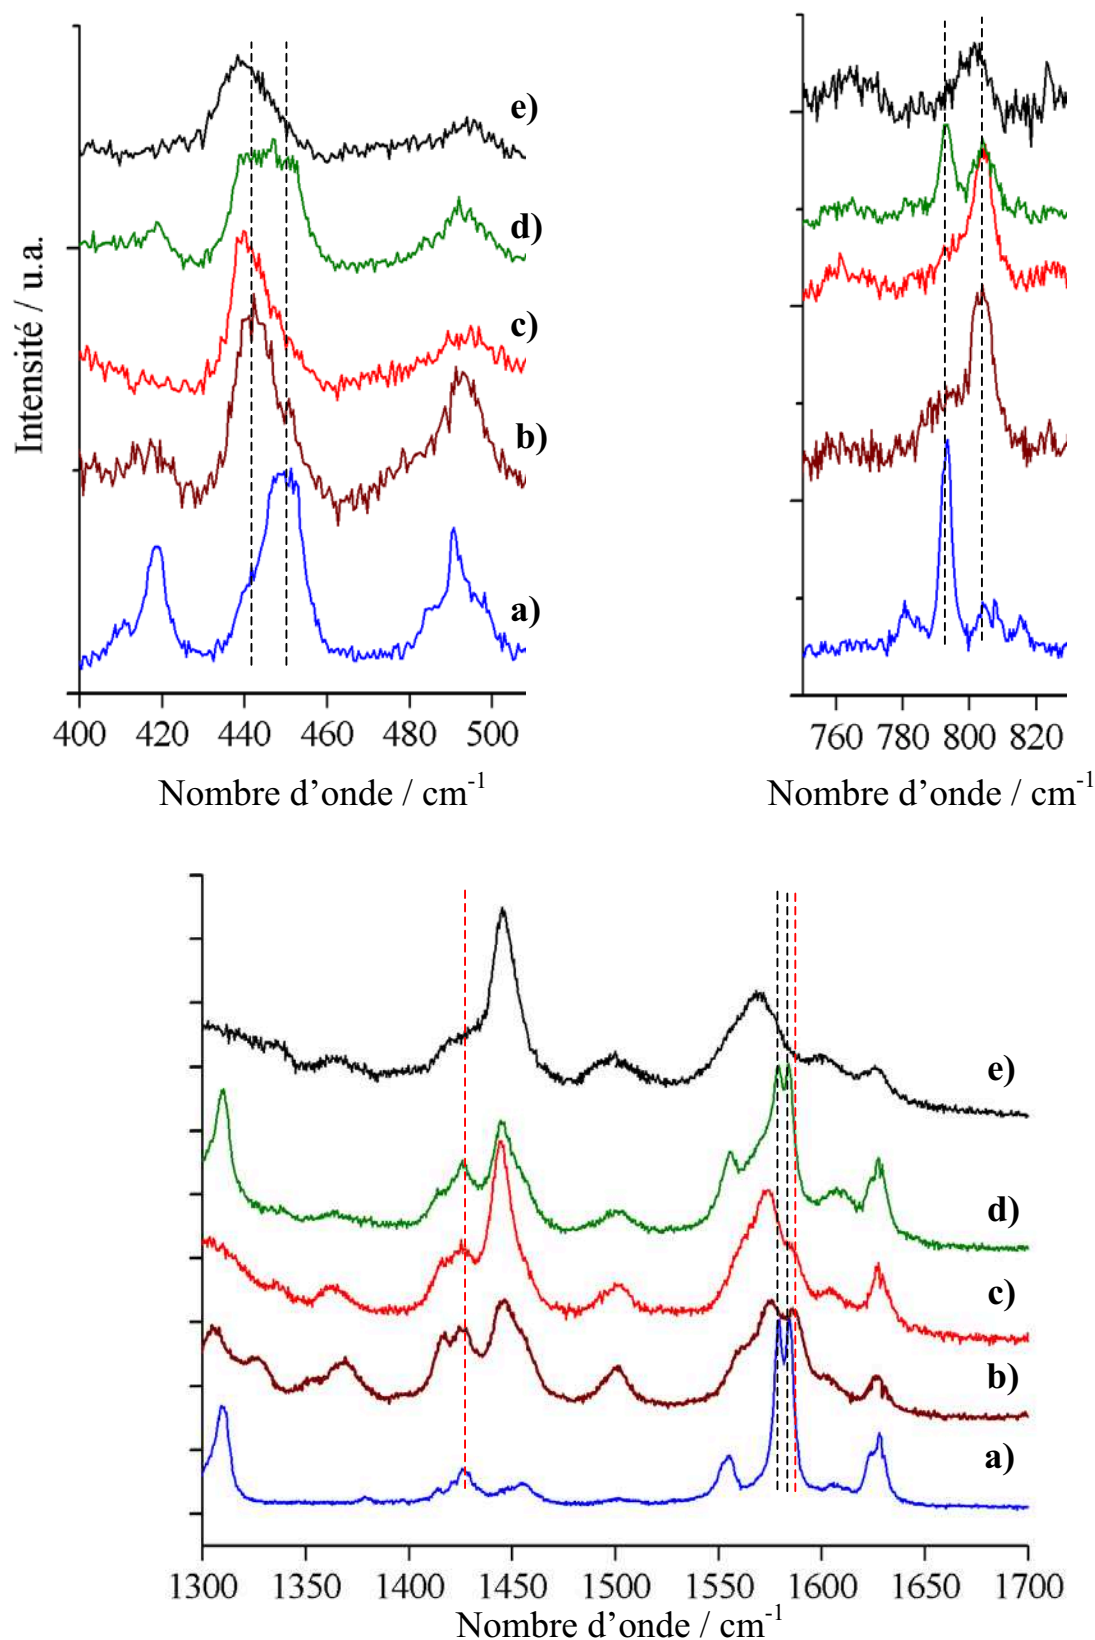 Intensité / u.a.
e)
d)
c)
b)
a)
400 420 440 460 480 500
Nombre d'onde / cm-1
760 780 800 820
Nombre d'onde / cm-1
e)
d)
c)
b)
a)
1300 1350 1400 1450 1500 1550 1600 1650 1700
Nombre d'onde / cm-1